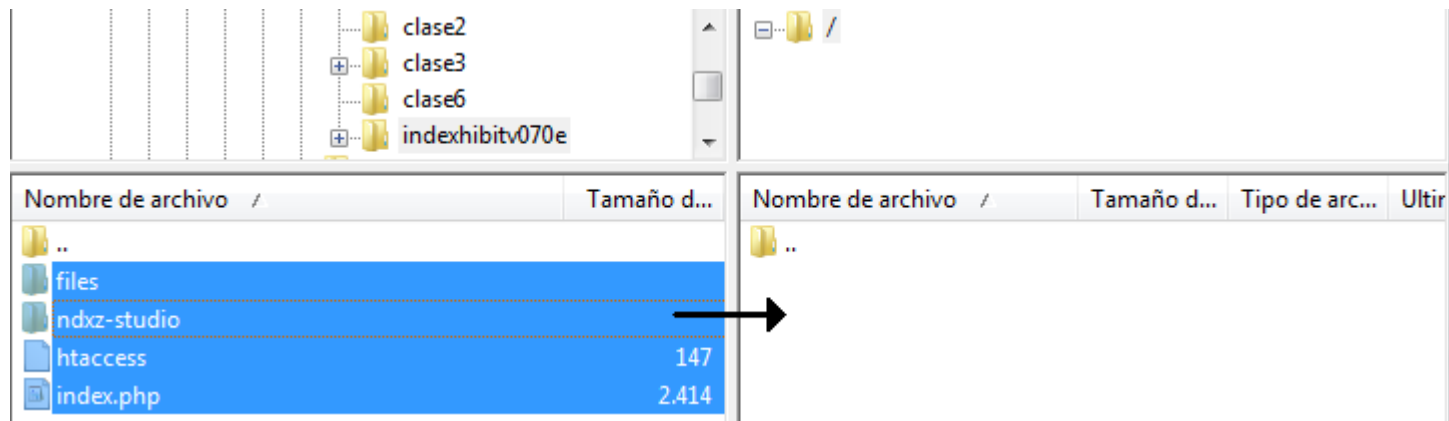 clase2
clase3
clase6
indexhibitv070e
/
Nombre de archivo Tamaño d...
..
files
ndxz-studio
htaccess 147
index.php 2.414
Nombre de archivo Tamaño d... Tipo de arc... Ultir
..